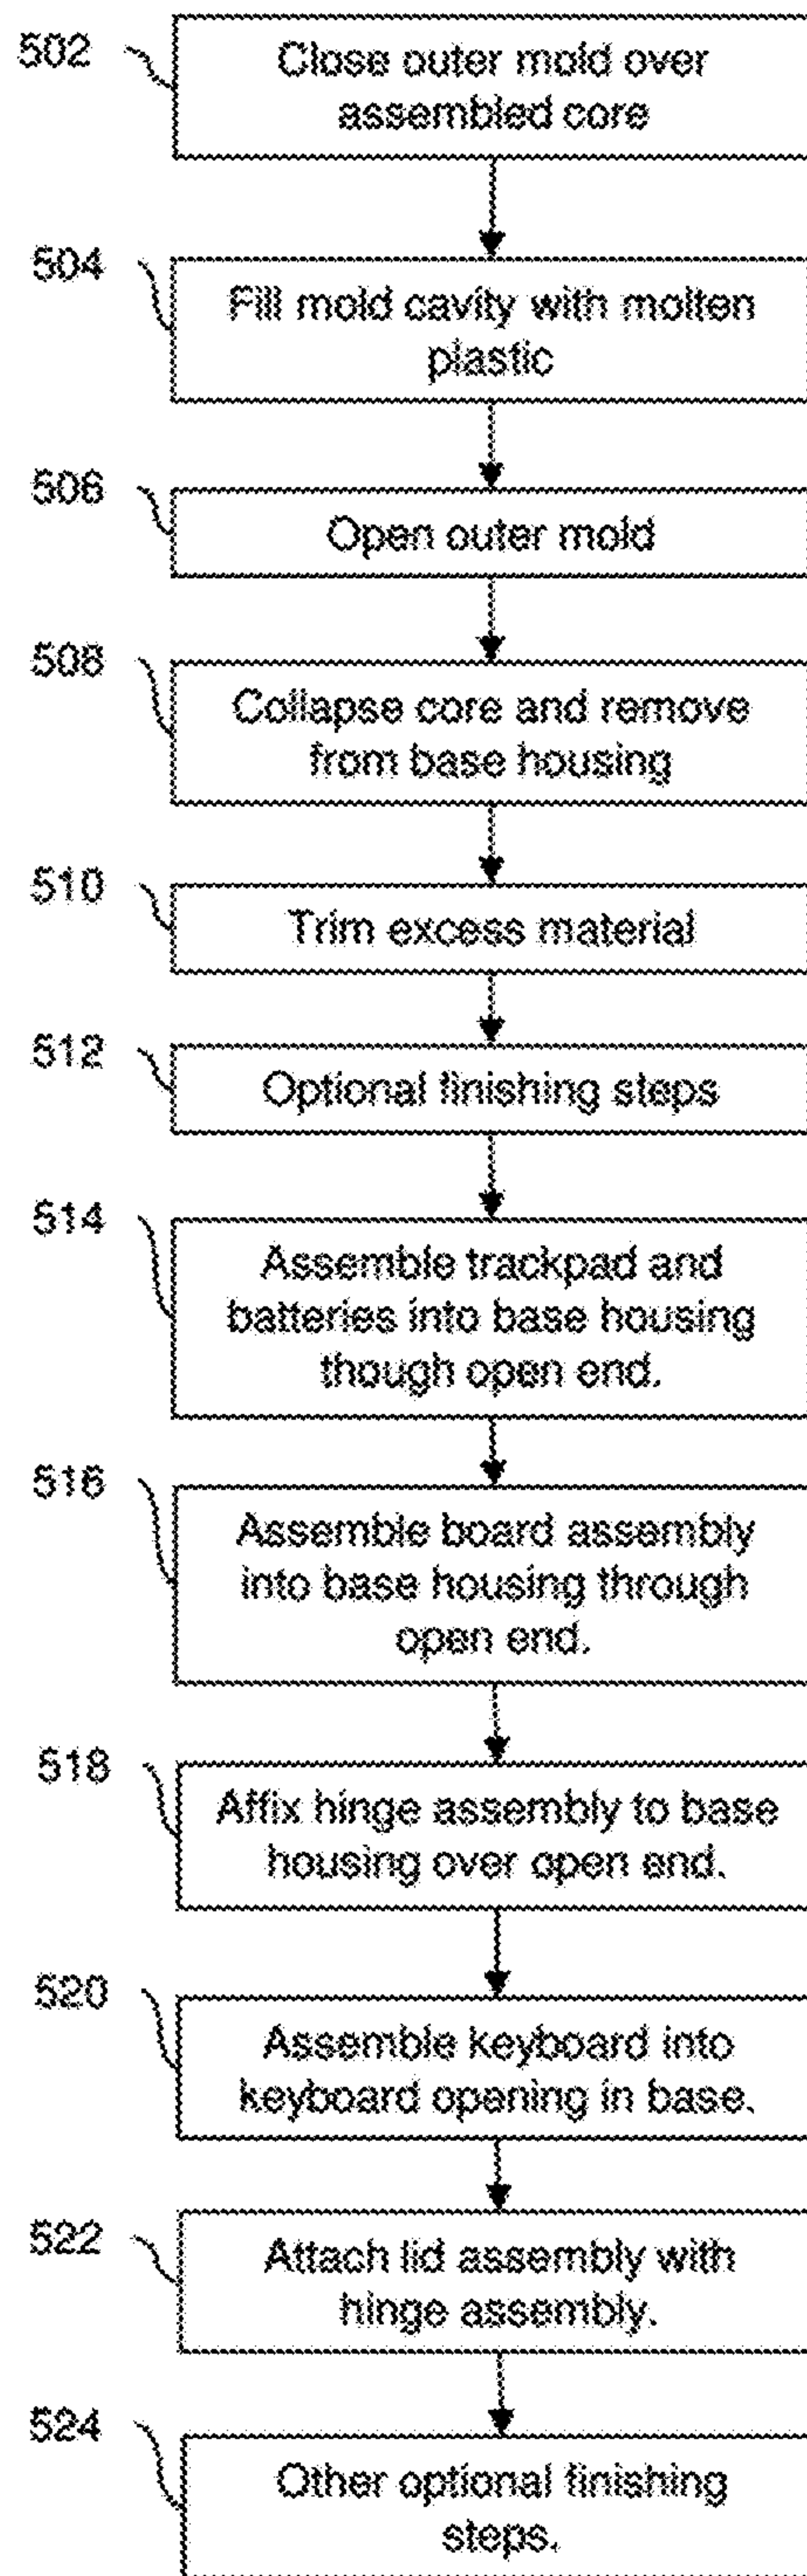 502
Close outer mold over
assembled core
504
Fill mold cavity with molten
plastic
506
Open outer mold
508
Collapse core and remove
from base housing
510
Trim excess material
512
Optional finishing steps
514
Assemble trackpad and
batteries into base housing
though open end.
516
Assemble board assembly
into base housing through
open end.
518
Affix hinge assembly to base
housing over open end.
520
Assemble keyboard into
keyboard opening in base.
522
Attach lid assembly with
hinge assembly.
524
Other optional finishing
steps.